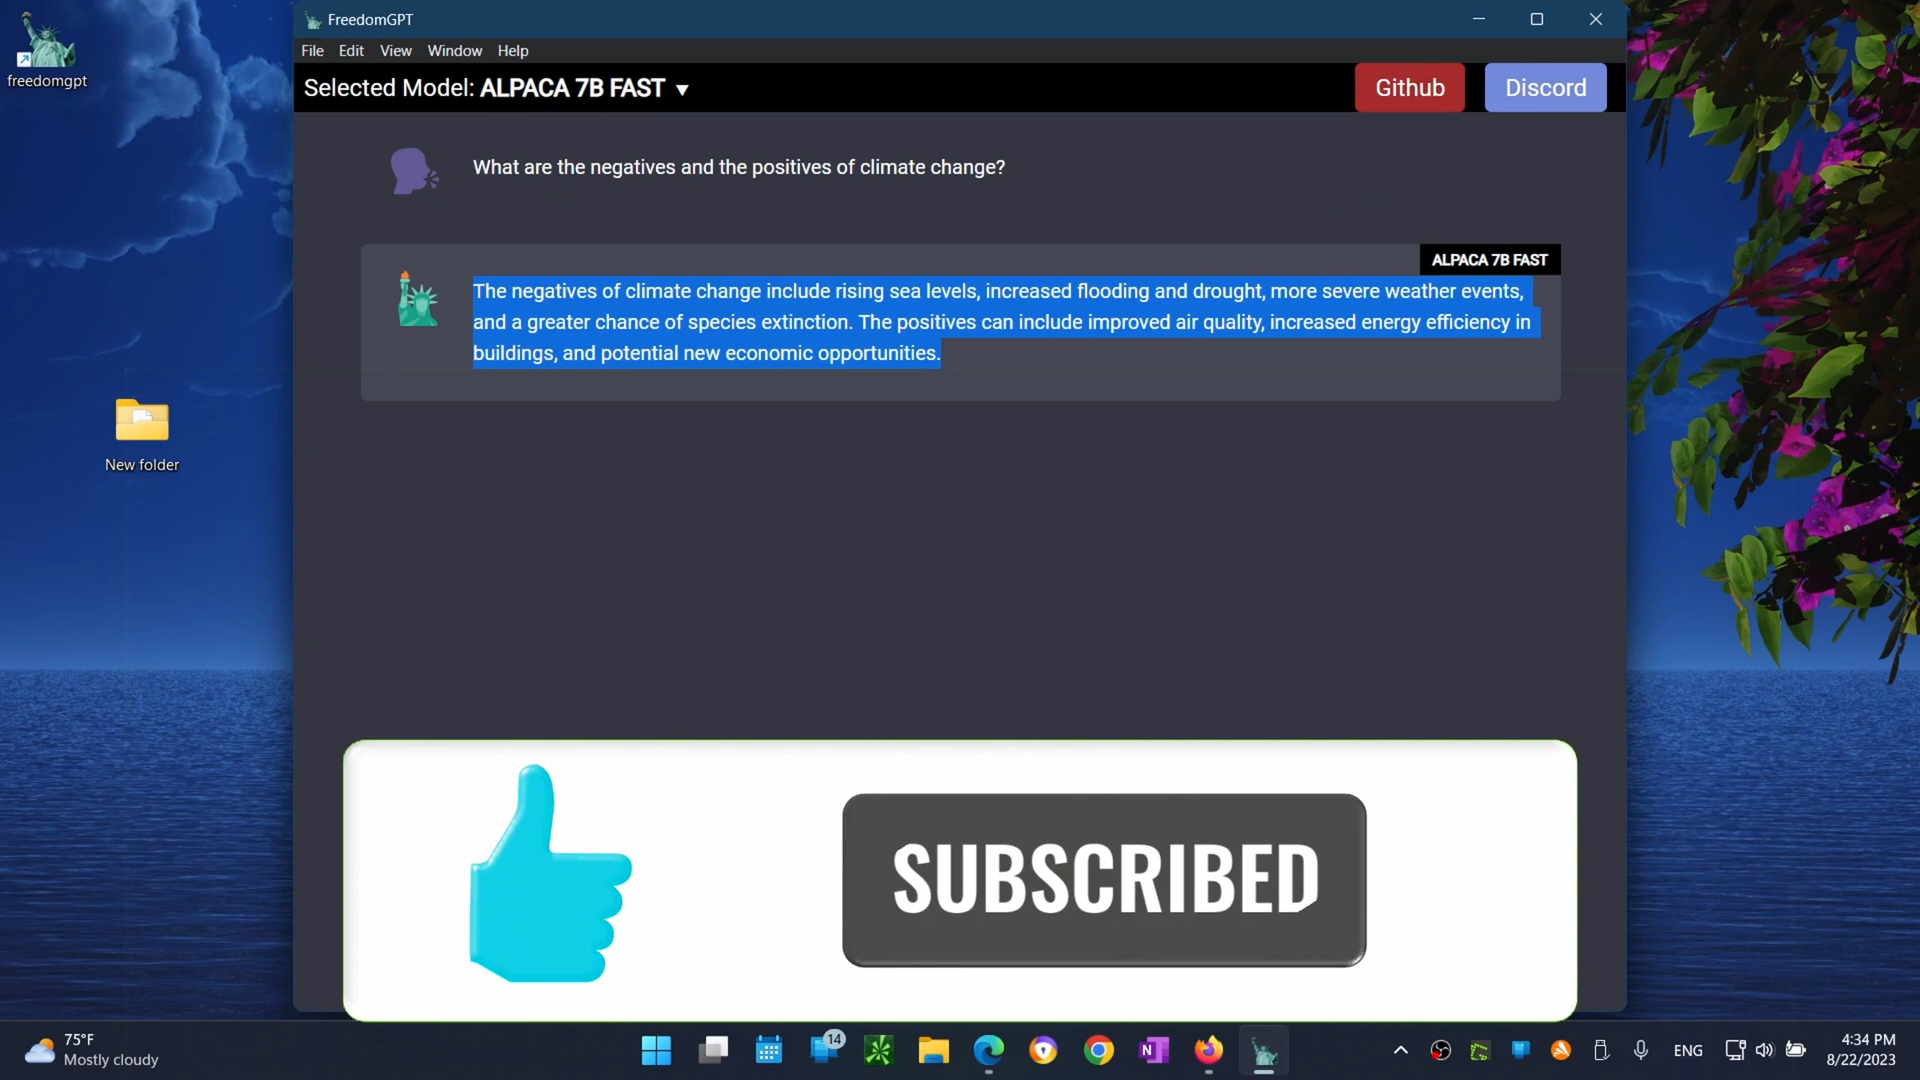 FreedomGPT
freedomgpt
File Edit View Window Help
Selected Model: ALPACA 7B FAST ▼
Github
Discord
What are the negatives and the positives of climate change?
ALPACA 7B FAST
The negatives of climate change include rising sea levels, increased flooding and drought, more severe weather events,
and a greater chance of species extinction. The positives can include improved air quality, increased energy efficiency in
buildings, and potential new economic opportunities.
New folder
SUBSCRIBED
75°F
Mostly cloudy
14
N
ENG
4:34 PM
8/22/2023